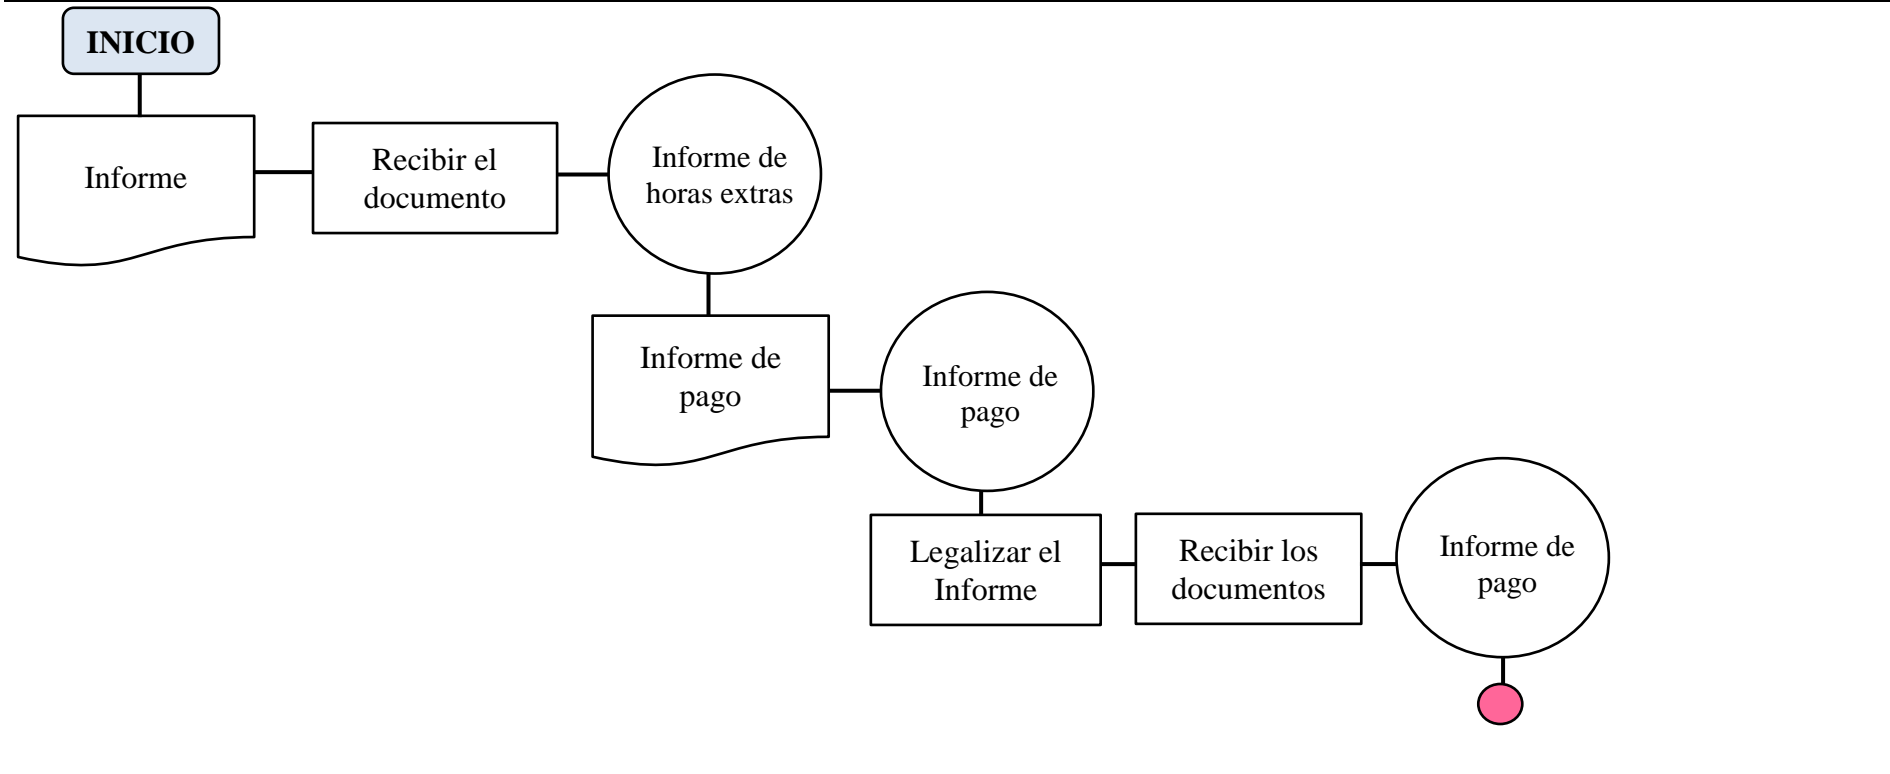 INICIO
Informe
Recibir el
documento
Informe de
horas extras
Informe de
pago
Informe de
pago
Legalizar el
Informe
Recibir los
documentos
Informe de
pago